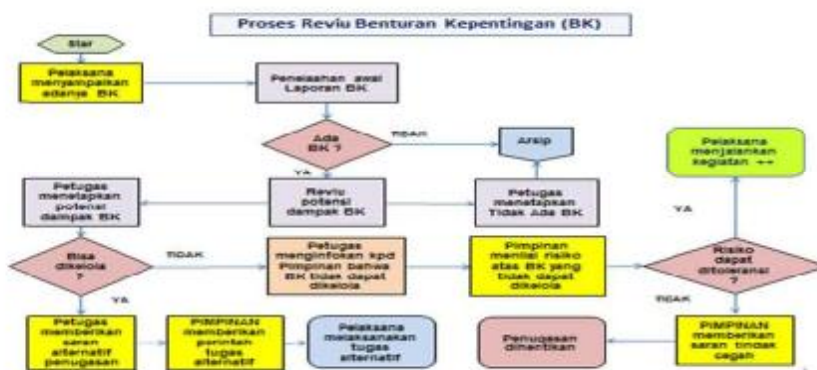 Proses Reviu Benturan Kepentingan (BK)
Star
Pelaksana
menyampaikan
adanya BK
Penelaahan awal
Laporan BK
Ada
BK ?
TIDAK
Arsip
Pelaksana
menjalankan
kegiatan ++
YA
Petugas
menetapkan
potensi
dampak BK
Reviu
potensi
dampak BK
Petugas
menetapkan
Tidak Ada BK
YA
Bisa
dikelola
?
TIDAK
Petugas
menginfokan kpd
Pimpinan bahwa
BK tidak dapat
dikelola
Pimpinan
menilai risiko
atas BK yang
tidak dapat
dikelola
Risiko
dapat
ditoleransi
?
YA
TIDAK
Petugas
memberikan
saran
alternatif
penugasan
PIMPINAN
memberikan
perintah
tugas
alternatif
Pelaksana
melaksanakan
tugas
alternatif
Penugasan
dihentikan
PIMPINAN
memberikan
saran tindak
cegah